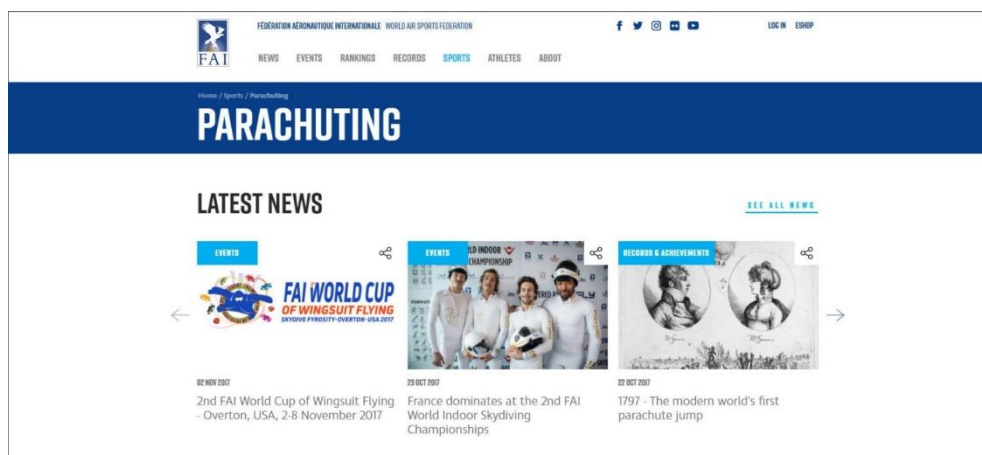 FÉDÉRATION AÉRONAUTIQUE INTERNATIONALE WORLD AIR SPORTS FEDERATION
LOG IN ESHOP
FAI
NEWS EVENTS RANKINGS RECORDS SPORTS ATHLETES ABOUT
Home / Sports / Parachuting
PARACHUTING
LATEST NEWS
SEE ALL NEWS
EVENTS
FAI WORLD CUP
OF WINGSUIT FLYING
SKYDIVE FYROSITY-OVERTON-USA 2017
EVENTS
LD INDOOR
CHAMPIONSHIP
RECORDS & ACHIEVEMENTS
02 NOV 2017
2nd FAI World Cup of Wingsuit Flying
- Overton, USA, 2-8 November 2017
23 OCT 2017
France dominates at the 2nd FAI
World Indoor Skydiving
Championships
22 OCT 2017
1797 - The modern world's first
parachute jump